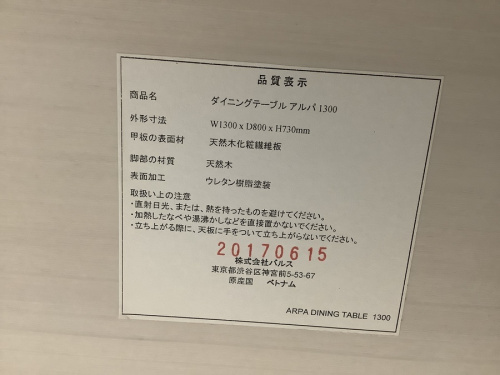 品質表示
商品名 ダイニングテーブル アルパ 1300
外形寸法 W1300 x D800 x H730mm
甲板の表面材 天然木化粧繊維板
脚部の材質 天然木
表面加工 ウレタン樹脂塗装
取扱い上の注意
・直射日光、または、熱を持ったものを避けてください。
・加熱したなべや湯沸かしなどを直接置かないでください。
・立ち上がる際に、天板に手をついて立ち上がらないでください。
20170615
株式会社バルス
東京都渋谷区神宮前5-53-67
原産国 ベトナム
ARPA DINING TABLE 1300